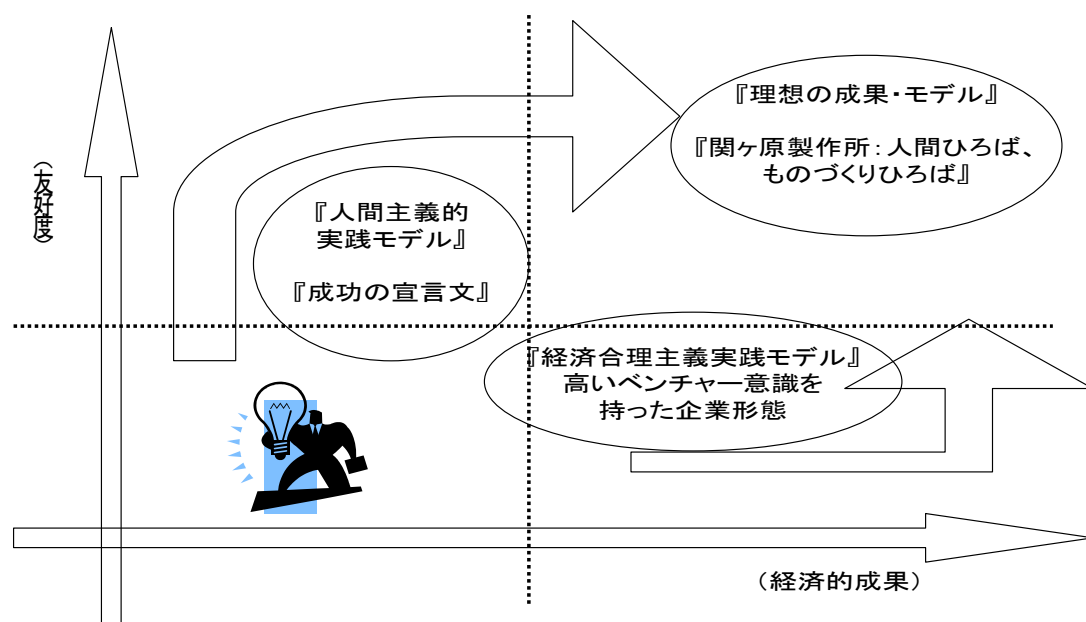 『理想の成果・モデル』
『関ヶ原製作所：人間ひろば、
ものづくりひろば』
（友好度）
『人間主義的
実践モデル』
『成功の宣言文』
『経済合理主義実践モデル』
高いベンチャー意識を
持った企業形態
（経済的成果）